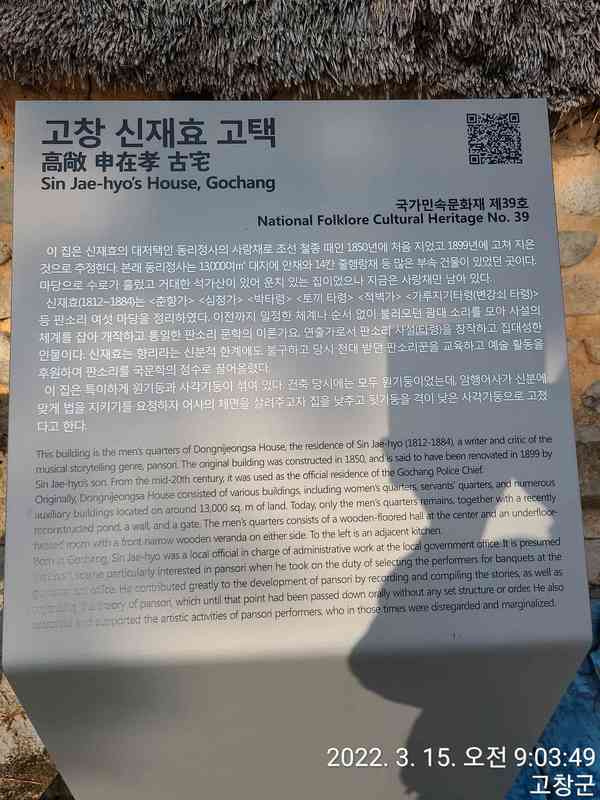 고창 신재효 고택
高敞 申在孝 古宅
Sin Jae-hyo's House, Gochang
국가민속문화재 제39호
National Folklore Cultural Heritage No. 39
이 집은 신재효의 대저택인 동리정사의 사랑채로 조선 철종 때인 1850년에 처음 지었고 1899년에 고쳐 지은
것으로 추정한다. 본래 동리정사는 13,000여㎡ 대지에 안채와 14칸 줄행랑채 등 많은 부속 건물이 있었던 곳이다.
마당으로 수로가 흘렀고 거대한 석가산이 있어 운치 있는 집이었으나 지금은 사랑채만 남아 있다.
신재효(1812~1884)는 <춘향가> <심청가> <박타령> <토끼 타령> <적벽가> <가루지기타령(변강쇠 타령)>
등 판소리 여섯 마당을 정리하였다. 이전까지 일정한 체계나 순서 없이 불러오던 광대 소리를 모아 사설의
체계를 잡아 개작하고 통일한 판소리 문학의 이론가요, 연출가로서 판소리 사설(타령)을 창작하고 집대성한
인물이다. 신재효는 향리라는 신분적 한계에도 불구하고 당시 천대 받던 판소리꾼을 교육하고 예술 활동을
후원하여 판소리를 국문학의 정수로 끌어올렸다.
이 집은 특이하게 원기둥과 사각기둥이 섞여 있다. 건축 당시에는 모두 원기둥이었는데, 암행어사가 신분에
맞게 법을 지키기를 요청하자 어사의 체면을 살려주고자 집을 낮추고 뒷기둥을 격이 낮은 사각기둥으로 고쳤
다고 한다.
This building is the men's quarters of Dongnijeongsa House, the residence of Sin Jae-hyo (1812-1884), a writer and critic of the
musical storytelling genre, pansori. The original building was constructed in 1850, and is said to have been renovated in 1899 by
Sin Jae-hyo's son. From the mid-20th century, it was used as the official residence of the Gochang Police Chief.
Originally, Dongnijeongsa House consisted of various buildings, including women's quarters, servants' quarters, and numerous
auxiliary buildings located on around 13,000 sq. m of land. Today, only the men's quarters remains, together with a recently
reconstructed pond, a wall, and a gate. The men's quarters consists of a wooden-floored hall at the center and an underfloor-
heated room with a front narrow wooden veranda on either side. To the left is an adjacent kitchen.
Born in Gochang, Sin Jae-hyo was a local official in charge of administrative work at the local government office. It is presumed
became particularly interested in pansori when he took on the duty of selecting the performers for banquets at the
office. He contributed greatly to the development of pansori by recording and compiling the stories, as well as
theory of pansori, which until that point had been passed down orally without any set structure or order. He also
and supported the artistic activities of pansori performers, who in those times were disregarded and marginalized.
2022. 3. 15. 오전 9:03:49
고창군